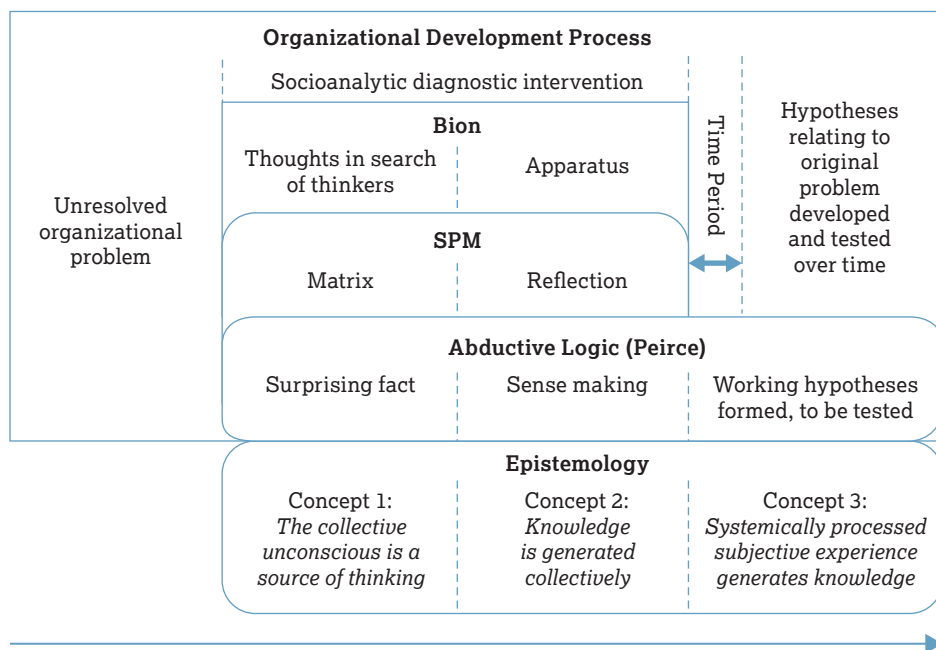 Organizational Development Process
Socioanalytic diagnostic intervention
Unresolved
organizational
problem
Bion
Thoughts in search
of thinkers
Apparatus
SPM
Matrix
Reflection
Time Period
Hypotheses
relating to
original
problem
developed
and tested
over time
Abductive Logic (Peirce)
Surprising fact
Sense making
Working hypotheses
formed, to be tested
Epistemology
Concept 1:
The collective
unconscious is a
source of thinking
Concept 2:
Knowledge
is generated
collectively
Concept 3:
Systemically processed
subjective experience
generates knowledge